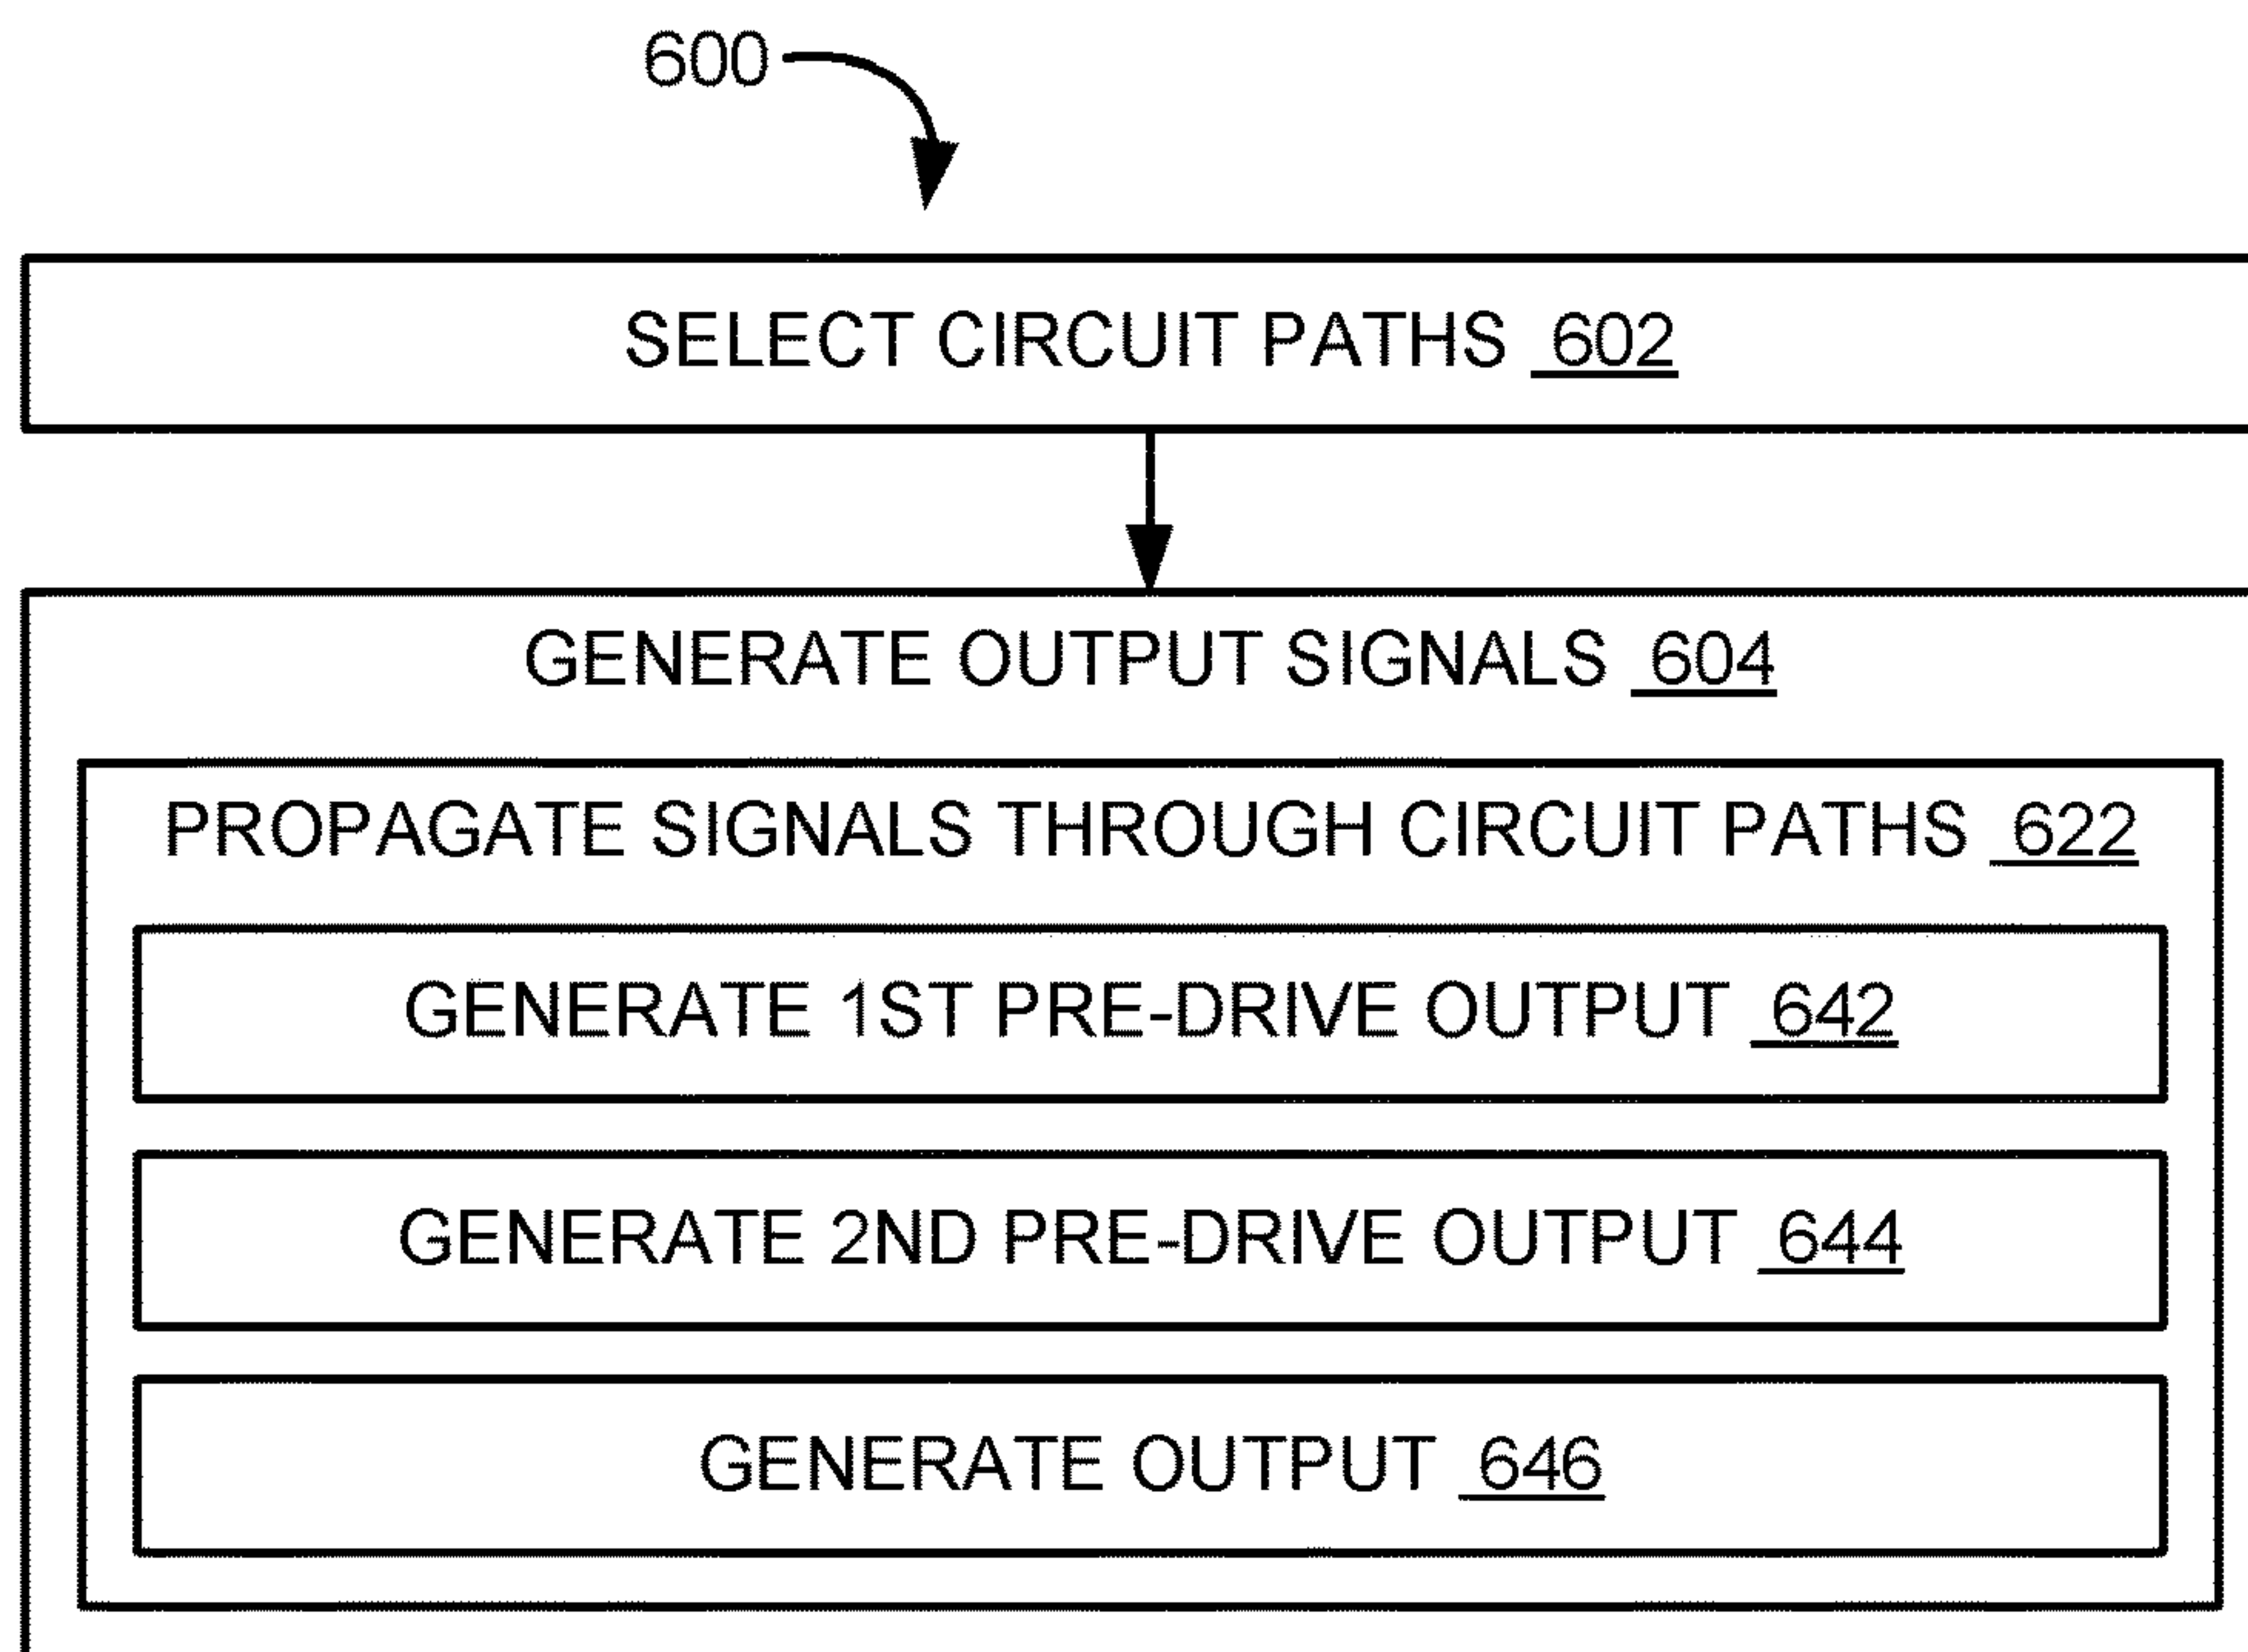 600
SELECT CIRCUIT PATHS 602
GENERATE OUTPUT SIGNALS 604
PROPAGATE SIGNALS THROUGH CIRCUIT PATHS 622
GENERATE 1ST PRE-DRIVE OUTPUT 642
GENERATE 2ND PRE-DRIVE OUTPUT 644
GENERATE OUTPUT 646